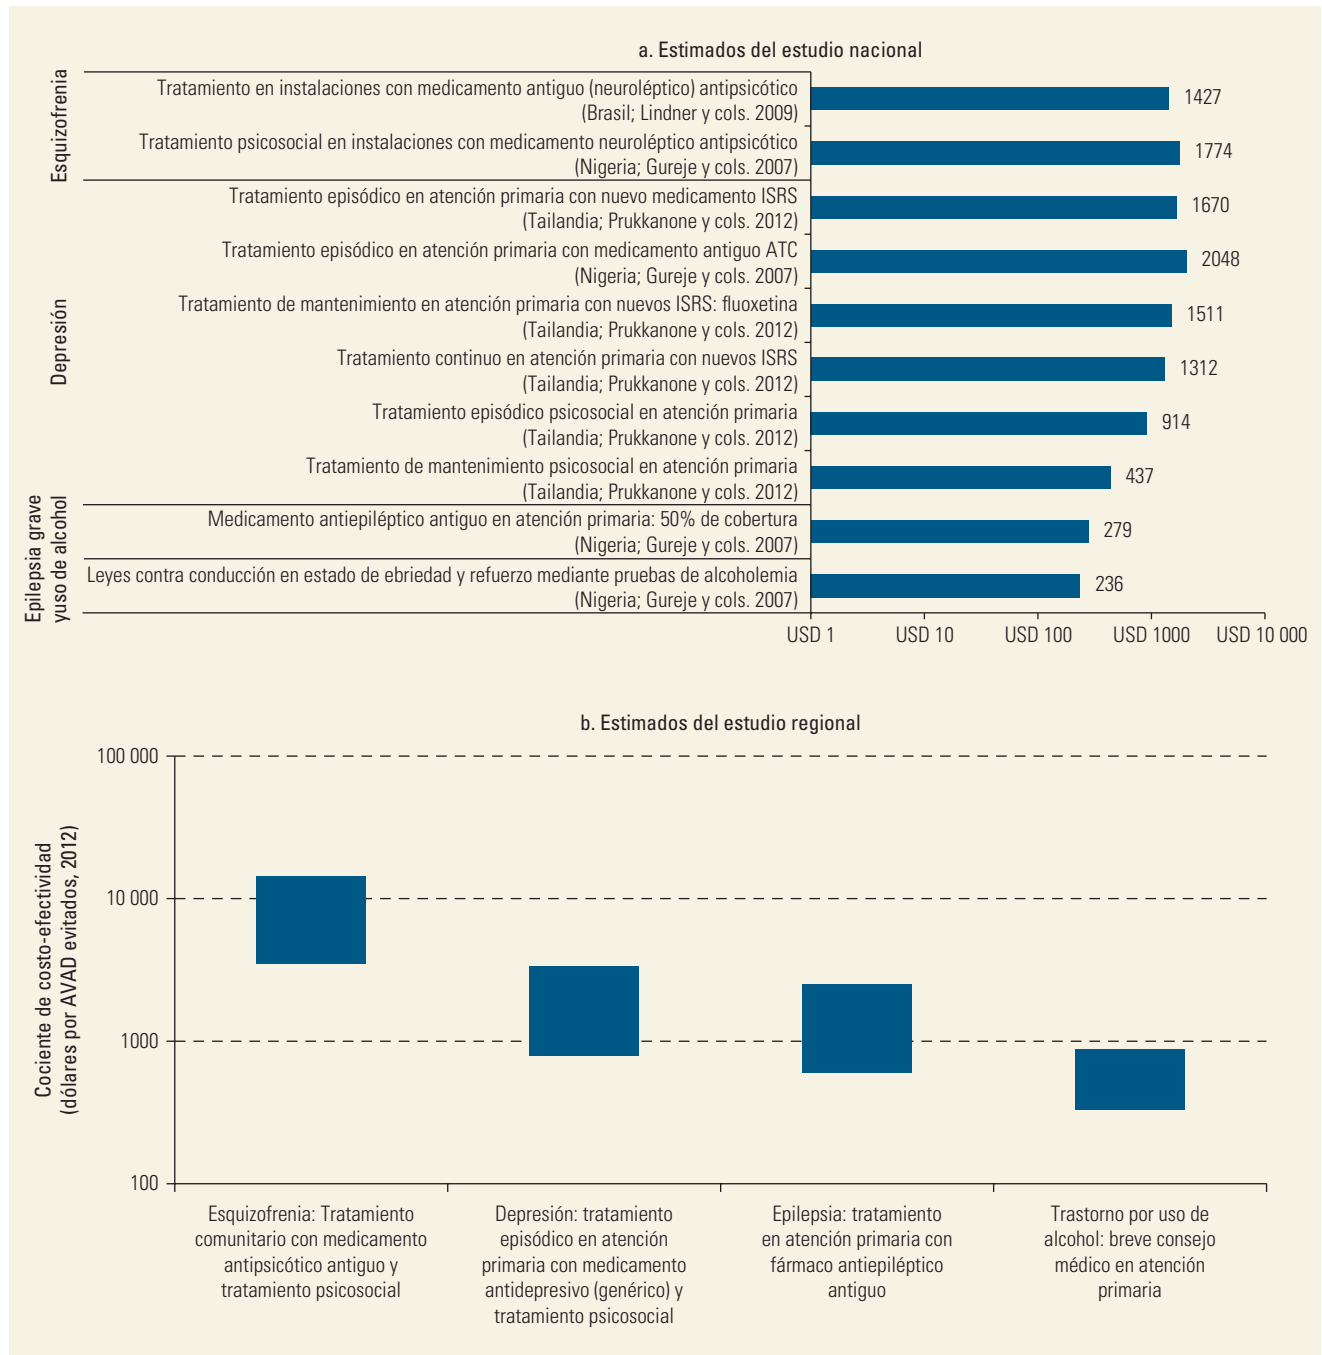 a. Estimados del estudio nacional
Esquizofrenia
Tratamiento en instalaciones con medicamento antiguo (neuroléptico) antipsicótico
(Brasil; Lindner y cols. 2009)
1427
Tratamiento psicosocial en instalaciones con medicamento neuroléptico antipsicótico
(Nigeria; Gureje y cols. 2007)
1774
Depresión
Tratamiento episódico en atención primaria con nuevo medicamento ISRS
(Tailandia; Prukkanone y cols. 2012)
1670
Tratamiento episódico en atención primaria con medicamento antiguo ATC
(Nigeria; Gureje y cols. 2007)
2048
Tratamiento de mantenimiento en atención primaria con nuevos ISRS: fluoxetina
(Tailandia; Prukkanone y cols. 2012)
1511
Tratamiento continuo en atención primaria con nuevos ISRS
(Tailandia; Prukkanone y cols. 2012)
1312
Tratamiento episódico psicosocial en atención primaria
(Tailandia; Prukkanone y cols. 2012)
914
Tratamiento de mantenimiento psicosocial en atención primaria
(Tailandia; Prukkanone y cols. 2012)
437
Epilepsia grave
yuso de alcohol
Medicamento antiepiléptico antiguo en atención primaria: 50% de cobertura
(Nigeria; Gureje y cols. 2007)
279
Leyes contra conducción en estado de ebriedad y refuerzo mediante pruebas de alcoholemia
(Nigeria; Gureje y cols. 2007)
236
USD 1 USD 10 USD 100 USD 1000 USD 10 000
b. Estimados del estudio regional
Cociente de costo-efectividad
(dólares por AVAD evitados, 2012)
100 000
10 000
1000
100
Esquizofrenia: Tratamiento
comunitario con medicamento
antipsicótico antiguo y
tratamiento psicosocial
Depresión: tratamiento
episódico en atención
primaria con medicamento
antidepresivo (genérico) y
tratamiento psicosocial
Epilepsia: tratamiento
en atención primaria con
fármaco antiepiléptico
antiguo
Trastorno por uso de
alcohol: breve consejo
médico en atención
primaria